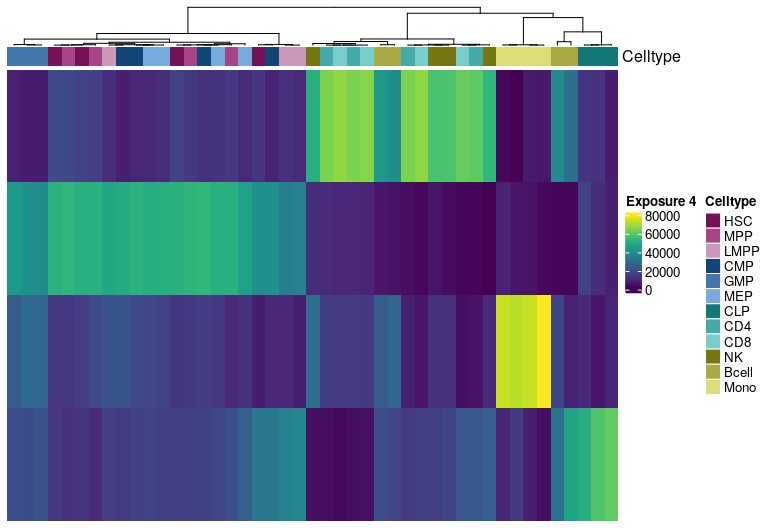 Celltype
Exposure 4
80000
60000
40000
20000
0
Celltype
HSC
MPP
LMPP
CMP
GMP
MEP
CLP
CD4
CD8
NK
Bcell
Mono